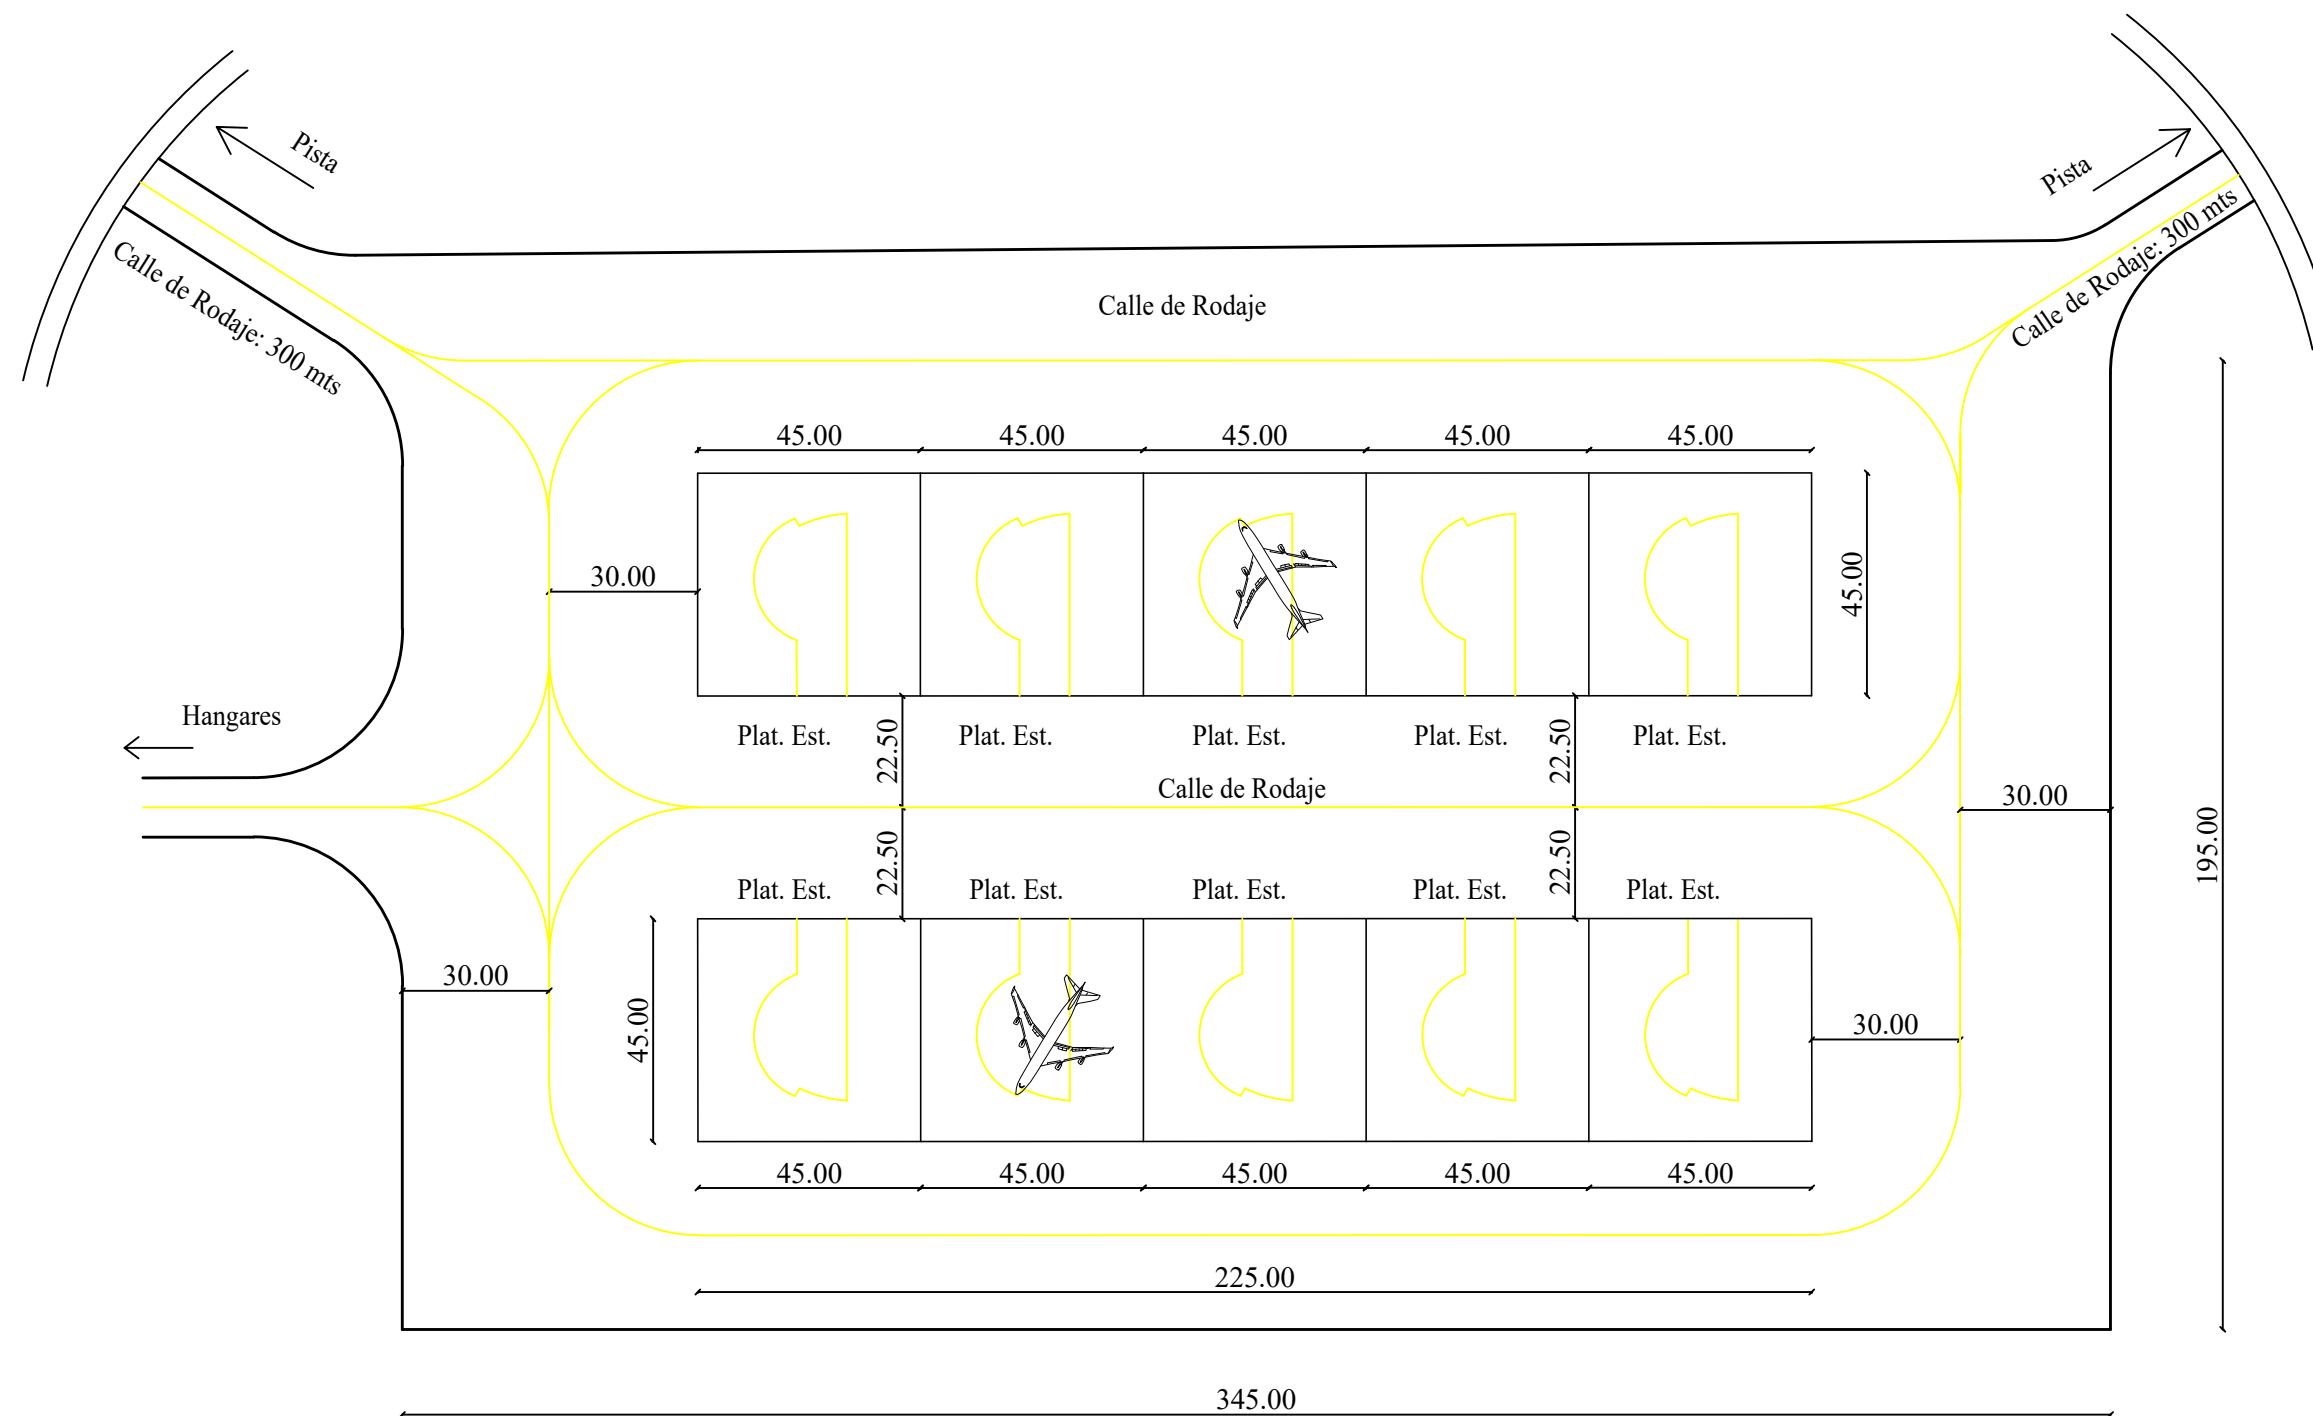 Pista
Pista
Calle de Rodaje: 300 mts
Calle de Rodaje: 300 mts
Calle de Rodaje
45.00
45.00
45.00
45.00
45.00
30.00
45.00
Hangares
Plat. Est.
Plat. Est.
Plat. Est.
Plat. Est.
Plat. Est.
22.50
22.50
Calle de Rodaje
30.00
195.00
22.50
22.50
Plat. Est.
Plat. Est.
Plat. Est.
Plat. Est.
Plat. Est.
30.00
45.00
30.00
45.00
45.00
45.00
45.00
45.00
225.00
345.00